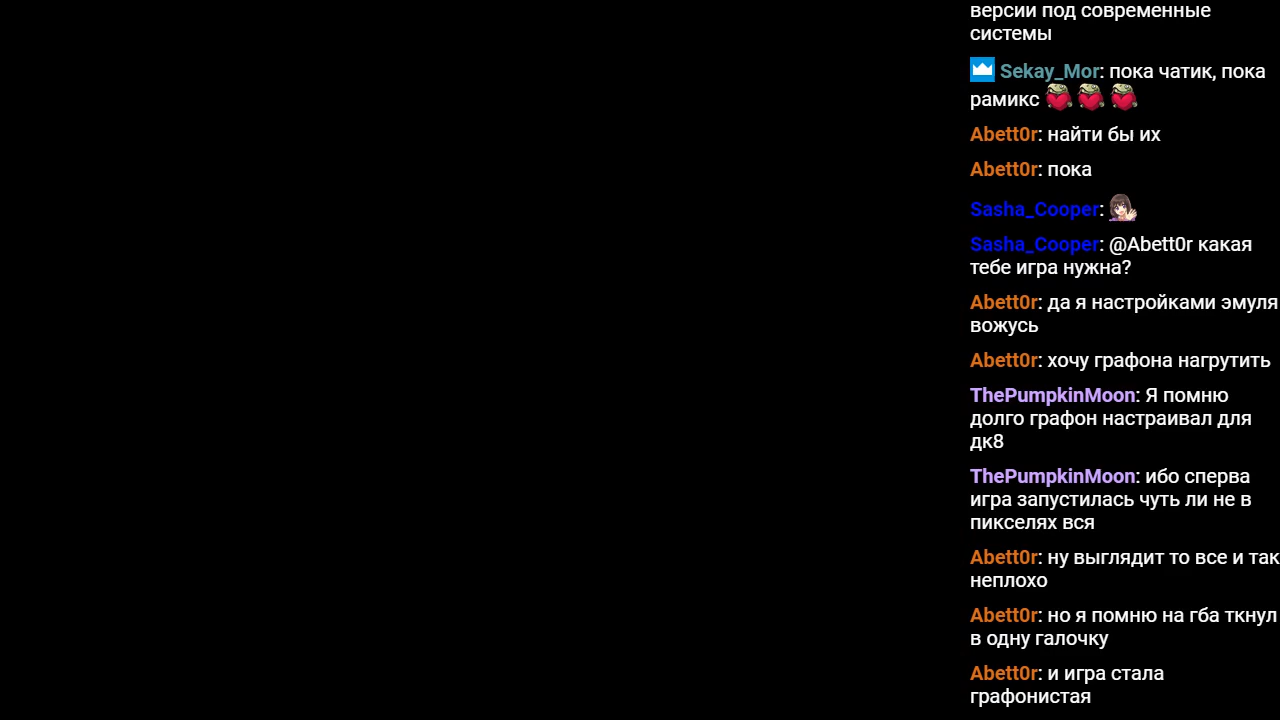 версии под современные
системы
Sekay_Mor: пока чатик, пока
рамикс
Abett0r: найти бы их
Abett0r: пока
Sasha_Cooper:
Sasha_Cooper: @Abett0r какая
тебе игра нужна?
Abett0r: да я настройками эмуля
вожусь
Abett0r: хочу графона нагрутить
ThePumpkinMoon: Я помню
долго графон настраивал для
дк8
ThePumpkinMoon: ибо сперва
игра запустилась чуть ли не в
пикселях вся
Abett0r: ну выглядит то все и так
неплохо
Abett0r: но я помню на гба ткнул
в одну галочку
Abett0r: и игра стала
графонистая